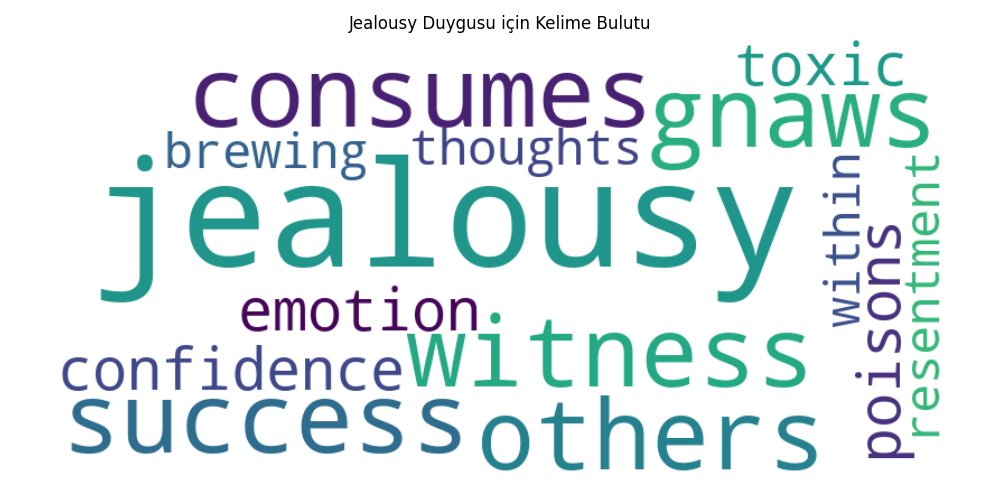 Jealousy Duygusu için Kelime Bulutu
toxic
consumes
gnaws
brewing
thoughts
jealousy
within
poisons
resentment
emotion
witness
confidence
success
others